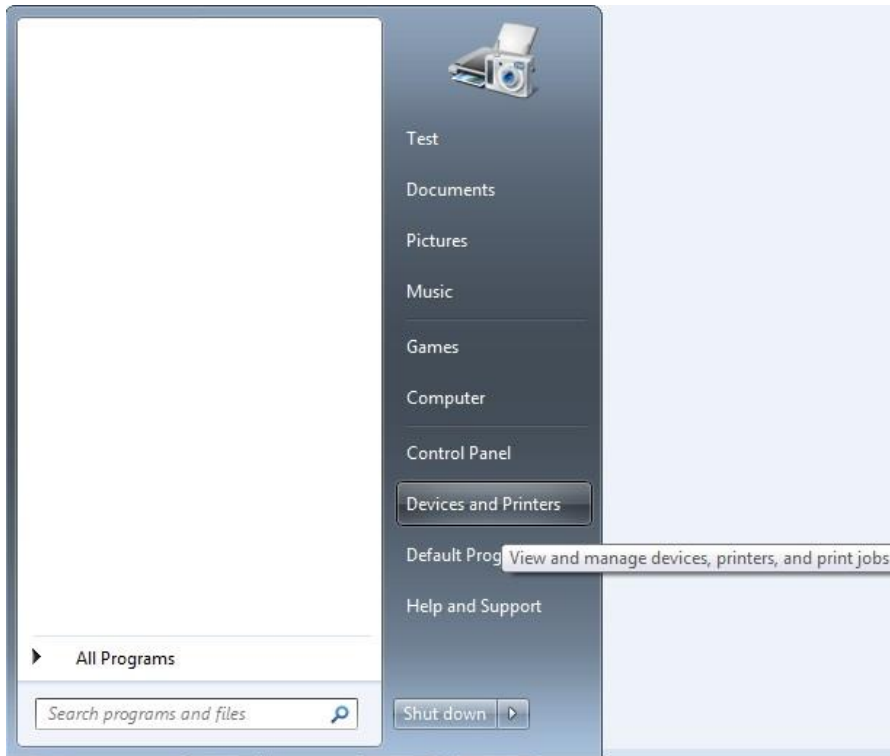 Test
Documents
Pictures
Music
Games
Computer
Control Panel
Devices and Printers
Default Prog
View and manage devices, printers, and print jobs
Help and Support
All Programs
Search programs and files
Shut down